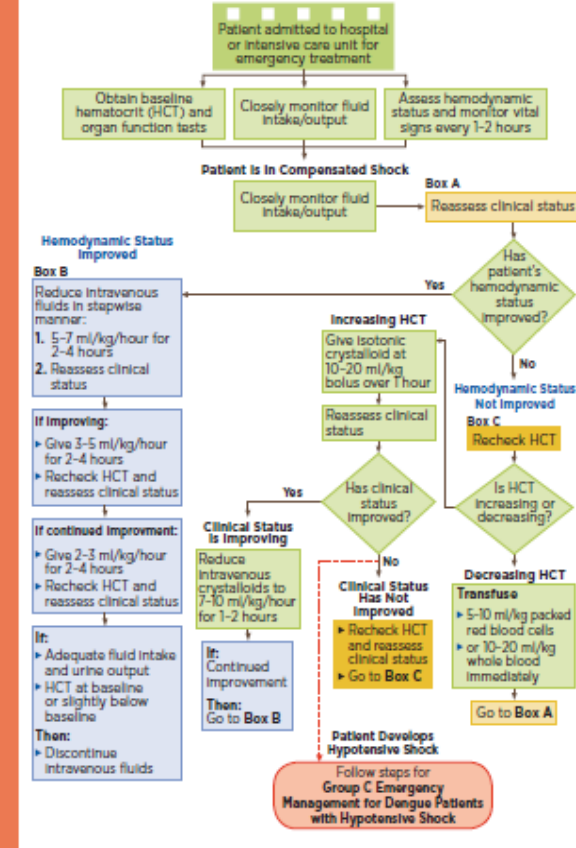 Patient admitted to hospital
or intensive care unit for
emergency treatment
Obtain baseline
hematocrit (HCT) and
organ function tests
Closely monitor fluid
intake/output
Assess hemodynamic
status and monitor vital
signs every 1-2 hours
Patient Is In Compensated Shock
Closely monitor fluid
intake/output
Box A
Reassess clinical status
Has
patient's
hemodynamic
status
improved?
Yes
No
Hemodynamic Status
Improved
Box B
Reduce intravenous
fluids in stepwise
manner:
1. 5-7 ml/kg/hour for
2-4 hours
2. Reassess clinical
status
If improving:
▸ Give 3-5 ml/kg/hour
for 2-4 hours
▸ Recheck HCT and
reassess clinical status
If continued improvment:
▸ Give 2-3 ml/kg/hour
for 2-4 hours
▸ Recheck HCT and
reassess clinical status
If:
▸ Adequate fluid intake
and urine output
▸ HCT at baseline
or slightly below
baseline
Then:
▸ Discontinue
intravenous fluids
Hemodynamic Status
Not Improved
Box C
Recheck HCT
Is HCT
increasing or
decreasing?
Increasing HCT
Give isotonic
crystalloid at
10-20 ml/kg
bolus over 1 hour
Reassess clinical
status
Has clinical
status
improved?
Yes
No
Clinical Status
Is Improving
Reduce
intravenous
crystalloids to
7-10 ml/kg/hour
for 1-2 hours
If:
Continued
improvement
Then:
Go to Box B
Clinical Status
Has Not
Improved
▸ Recheck HCT
and reassess
clinical status
▸ Go to Box C
Decreasing HCT
Transfuse
▸ 5-10 ml/kg packed
red blood cells
▸ or 10-20 ml/kg
whole blood
immediately
Go to Box A
Patient Develops
Hypotensive Shock
Follow steps for
Group C Emergency
Management for Dengue Patients
with Hypotensive Shock